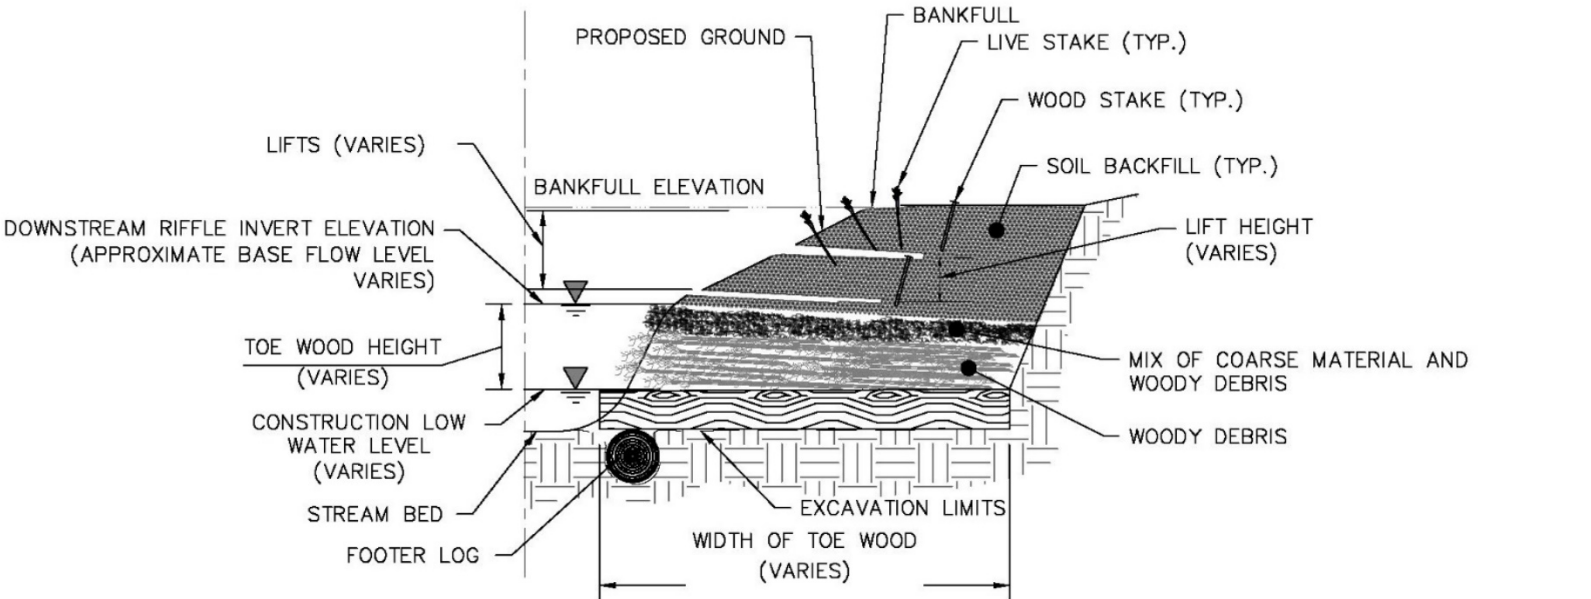 BANKFULL
PROPOSED GROUND
LIVE STAKE (TYP.)
WOOD STAKE (TYP.)
LIFTS (VARIES)
SOIL BACKFILL (TYP.)
BANKFULL ELEVATION
DOWNSTREAM RIFFLE INVERT ELEVATION
(APPROXIMATE BASE FLOW LEVEL
VARIES)
LIFT HEIGHT
(VARIES)
TOE WOOD HEIGHT
(VARIES)
MIX OF COARSE MATERIAL AND
WOODY DEBRIS
CONSTRUCTION LOW
WATER LEVEL
(VARIES)
WOODY DEBRIS
STREAM BED
EXCAVATION LIMITS
FOOTER LOG
WIDTH OF TOE WOOD
(VARIES)